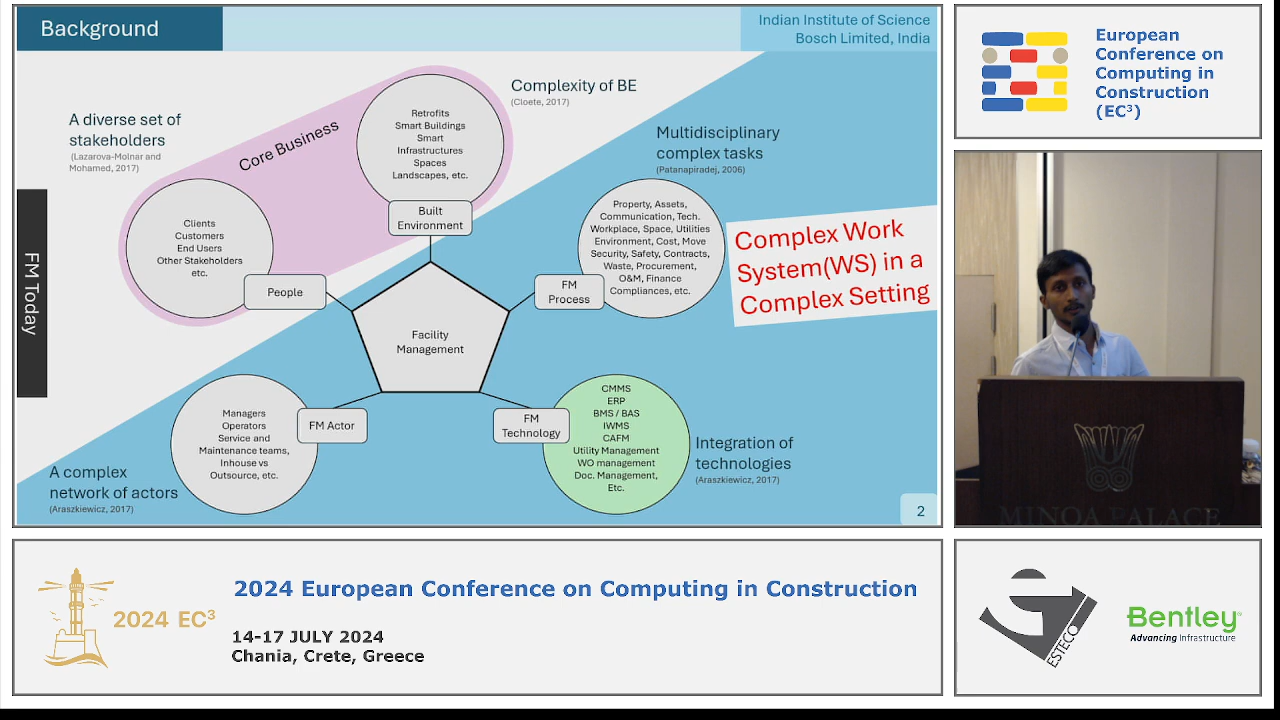 Background
Indian Institute of Science
Bosch Limited, India
FM Today
A diverse set of
stakeholders
(Lazarova-Molnar and
Mohamed, 2017)
Core Business
Retrofits
Smart Buildings
Smart
Infrastructures
Spaces
Landscapes, etc.
Built
Environment
Complexity of BE
(Cloete, 2017)
Clients
Customers
End Users
Other Stakeholders
etc.
People
Multidisciplinary
complex tasks
(Patanapiradej, 2006)
Property, Assets,
Communication, Tech.
Workplace, Space, Utilities
Environment, Cost, Move
Security, Safety, Contracts,
Waste, Procurement,
O&M, Finance
Compliances, etc.
FM
Process
Complex Work
System(WS) in a
Complex Setting
Facility
Management
Managers
Operators
Service and
Maintenance teams,
Inhouse vs
Outsource, etc.
FM Actor
A complex
network of actors
(Araszkiewicz, 2017)
FM
Technology
CMMS
ERP
BMS / BAS
IWMS
CAFM
Utility Management
WO management
Doc. Management,
Etc.
Integration of
technologies
(Araszkiewicz, 2017)
2
European
Conference on
Computing in
Construction
(EC³)
MINOA PALACE
2024 EC³
2024 European Conference on Computing in Construction
14-17 JULY 2024
Chania, Crete, Greece
ESTECO
Bentley
Advancing Infrastructure